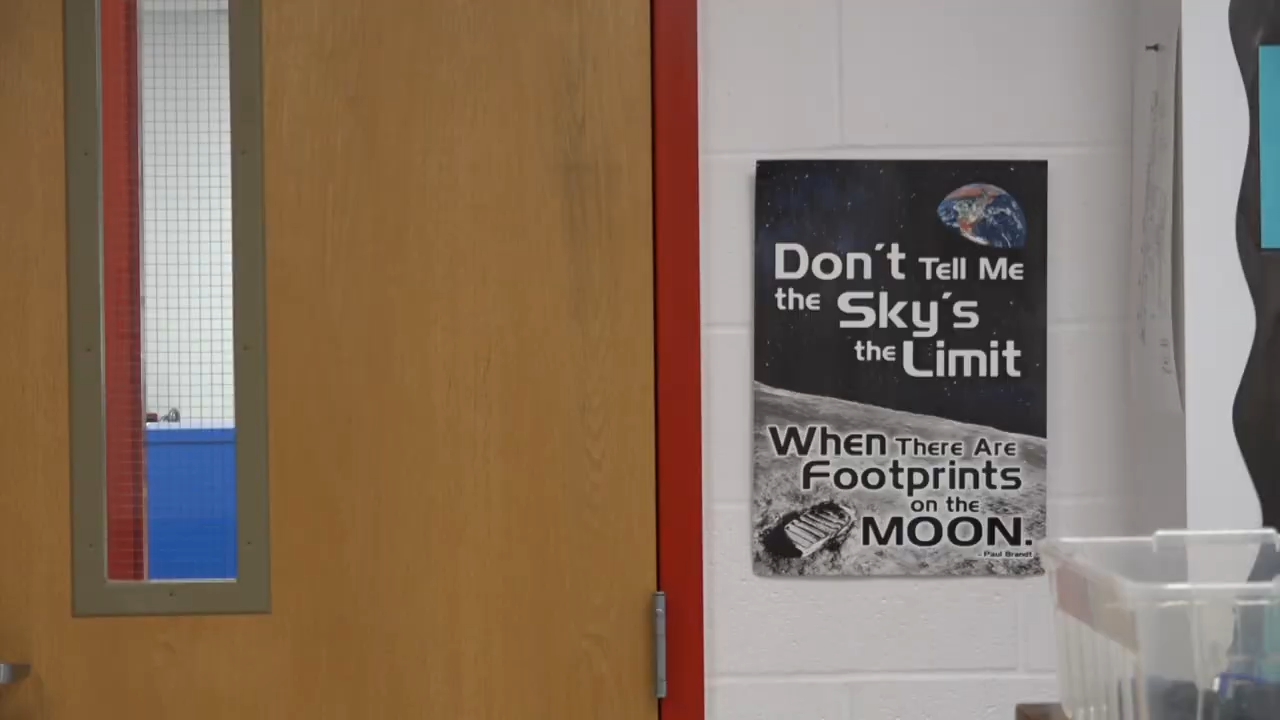 Don't Tell Me
the Sky's
the Limit
When There Are
Footprints
on the
MOON.
- Paul Brandt